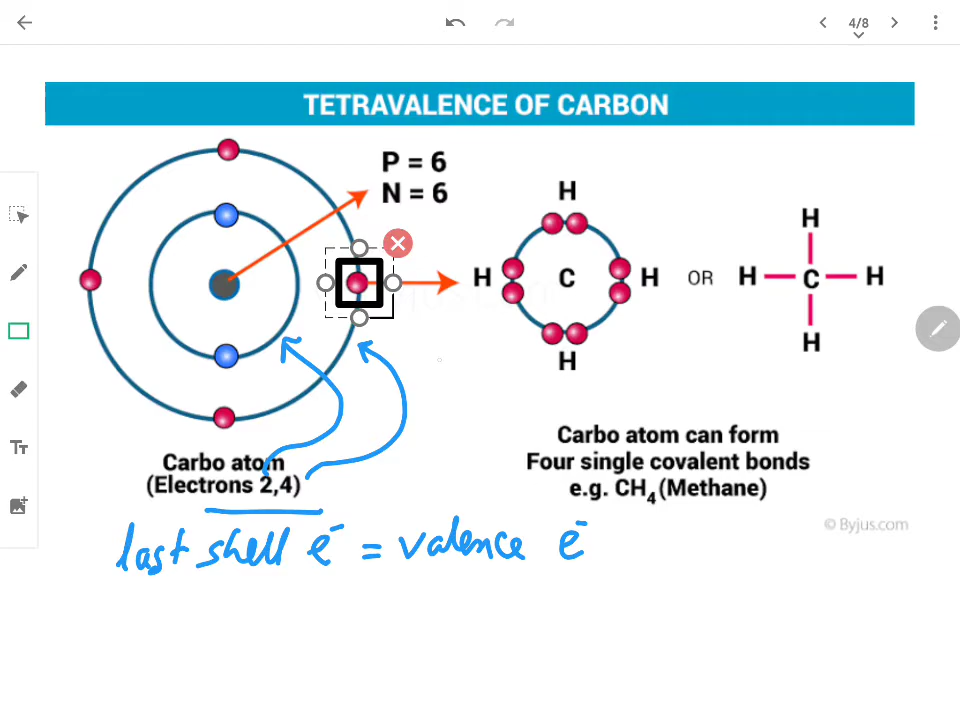 4/8
TETRAVALENCE OF CARBON
P = 6
N = 6
H
H C H
H
OR
H
H C H
H
Carbo atom
(Electrons 2,4)
Carbo atom can form
Four single covalent bonds
e.g. CH₄(Methane)
© Byjus.com
last shell e⁻ = valence e⁻
Tт